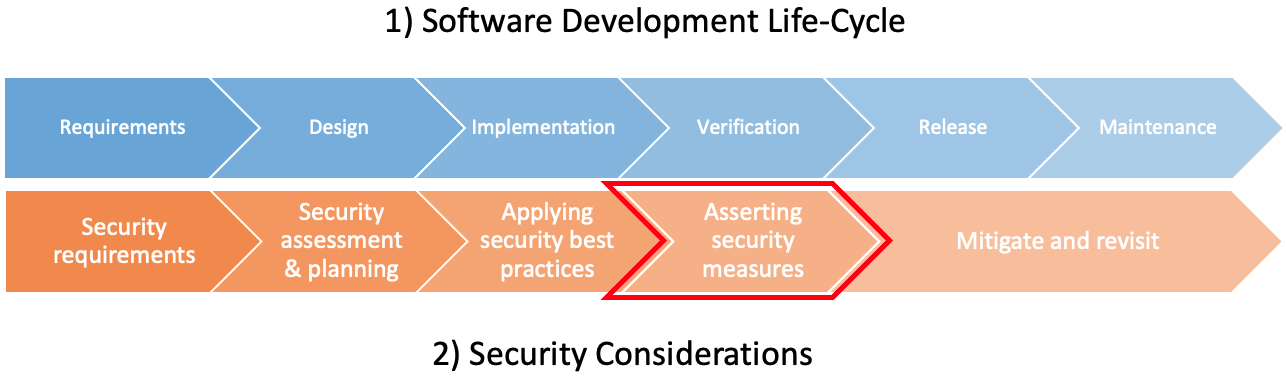 1) Software Development Life-Cycle
Requirements
Design
Implementation
Verification
Release
Maintenance
Security
requirements
Security
assessment
& planning
Applying
security best
practices
Asserting
security
measures
Mitigate and revisit
2) Security Considerations